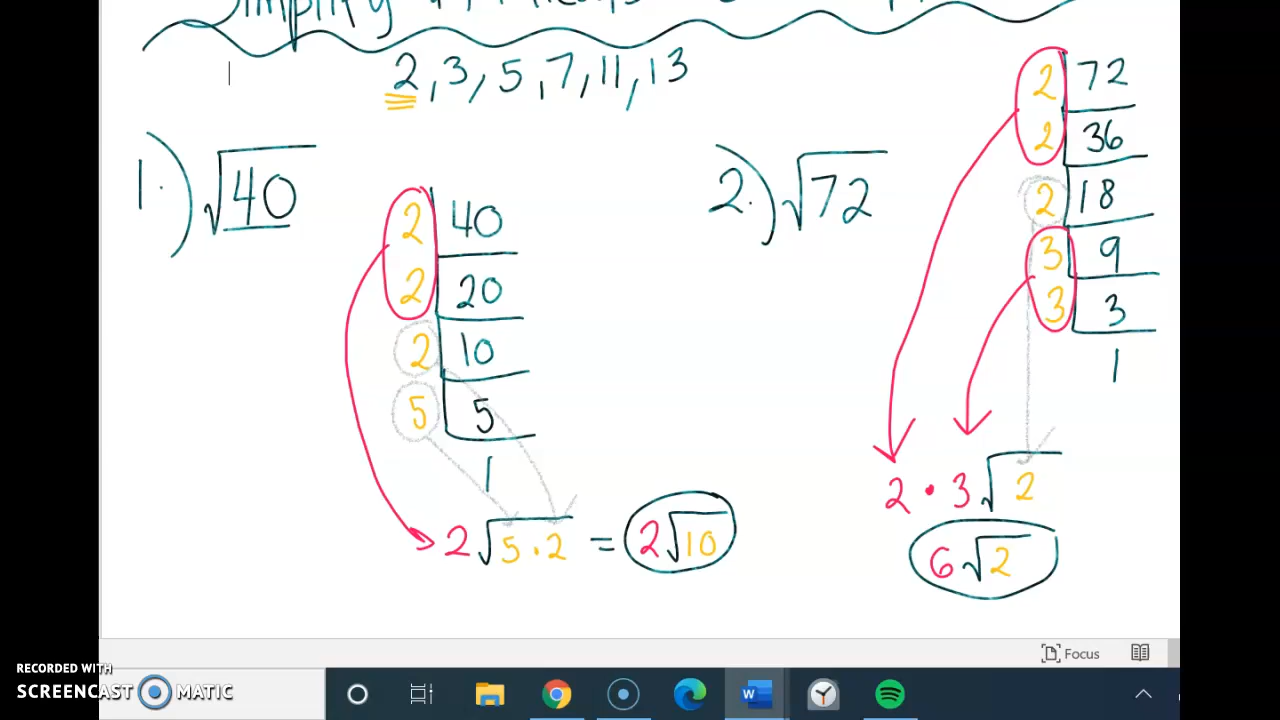 Simplify
2, 3, 5, 7, 11, 13
1.) √40
2 40
2 20
2 10
5 5
1
2√5·2 = 2√10
2.) √72
2 72
2 36
2 18
3 9
3 3
1
2·3√2
6√2
Focus
RECORDED WITH
SCREENCAST MATIC